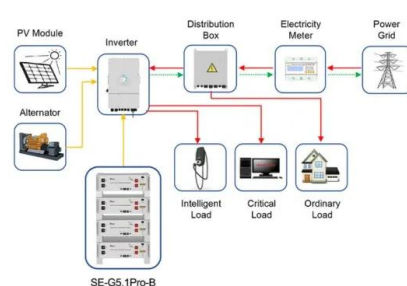 PV Module
Inverter
Distribution
Box
Electricity
Meter
Power
Grid
Alternator
Intelligent
Load
Critical
Load
Ordinary
Load
SE-G5.1Pro-B